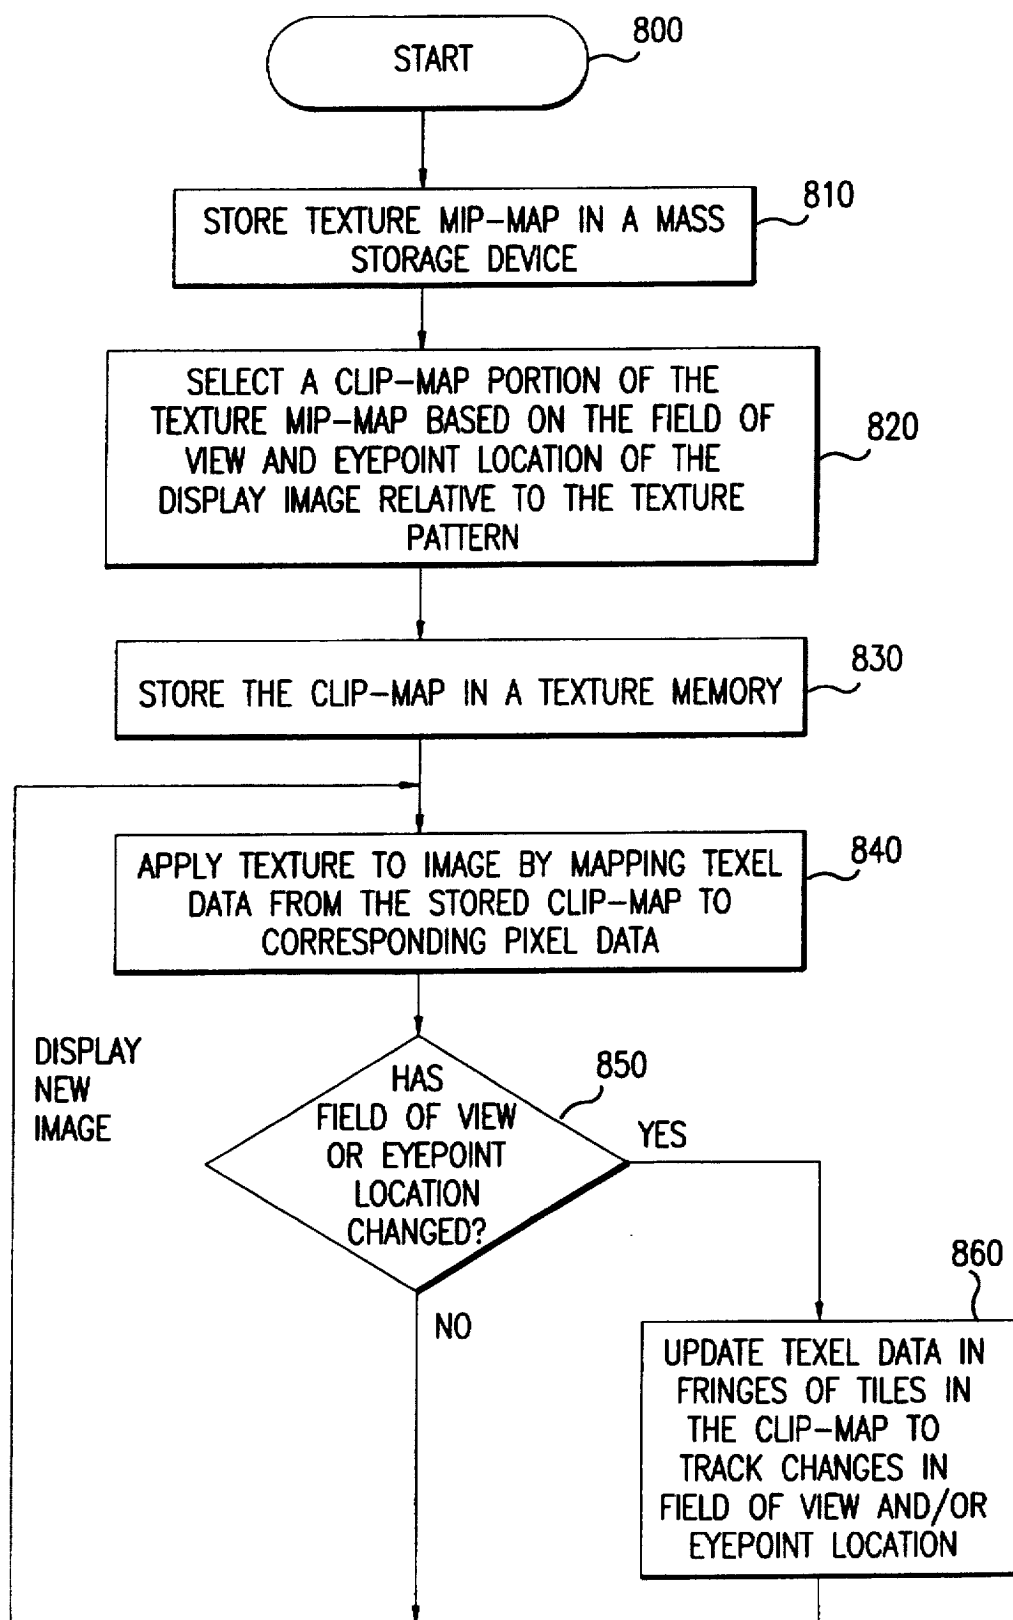 START
800
STORE TEXTURE MIP-MAP IN A MASS
STORAGE DEVICE
810
SELECT A CLIP-MAP PORTION OF THE
TEXTURE MIP-MAP BASED ON THE FIELD OF
VIEW AND EYEPOINT LOCATION OF THE
DISPLAY IMAGE RELATIVE TO THE TEXTURE
PATTERN
820
STORE THE CLIP-MAP IN A TEXTURE MEMORY
830
APPLY TEXTURE TO IMAGE BY MAPPING TEXEL
DATA FROM THE STORED CLIP-MAP TO
CORRESPONDING PIXEL DATA
840
DISPLAY
NEW
IMAGE
HAS
FIELD OF VIEW
OR EYEPOINT
LOCATION
CHANGED?
850
YES
NO
860
UPDATE TEXEL DATA IN
FRINGES OF TILES IN
THE CLIP-MAP TO
TRACK CHANGES IN
FIELD OF VIEW AND/OR
EYEPOINT LOCATION